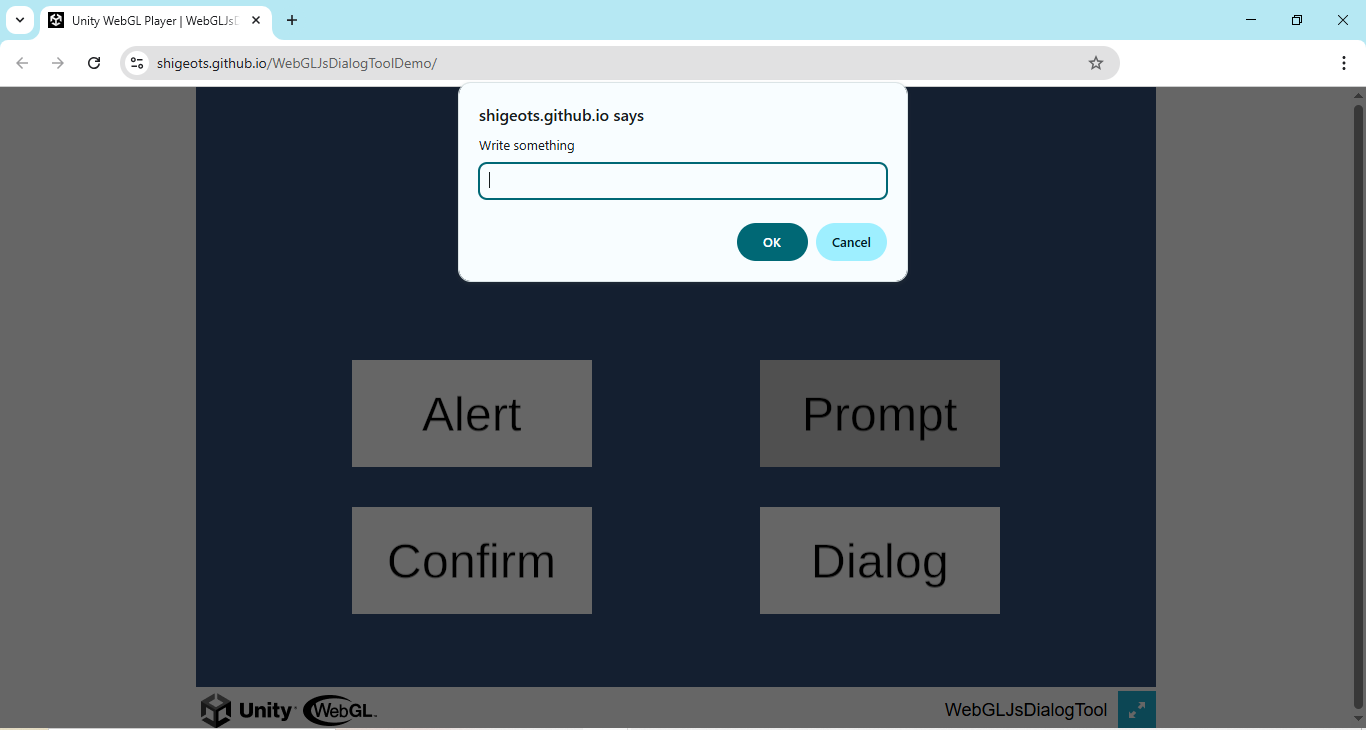 Unity WebGL Player | WebGLJsD
shigeots.github.io/WebGLJsDialogToolDemo/
shigeots.github.io says
Write something
OK
Cancel
Alert
Prompt
Confirm
Dialog
Unity
WebGL
WebGLJsDialogTool